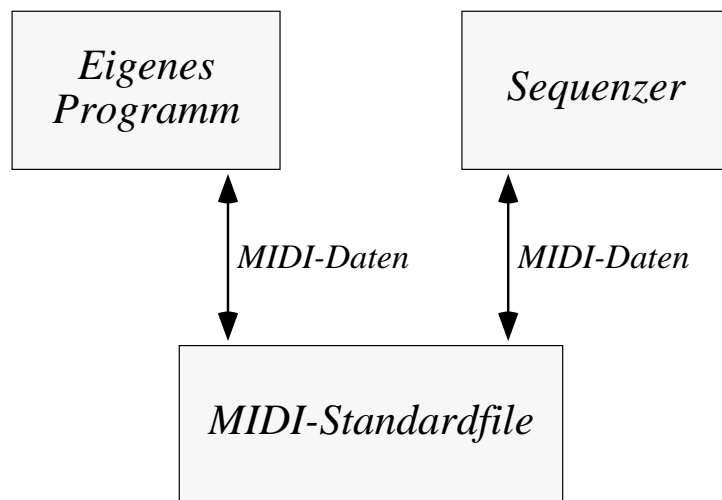 Eigenes
Programm
Sequenzer
MIDI-Daten
MIDI-Daten
MIDI-Standardfile